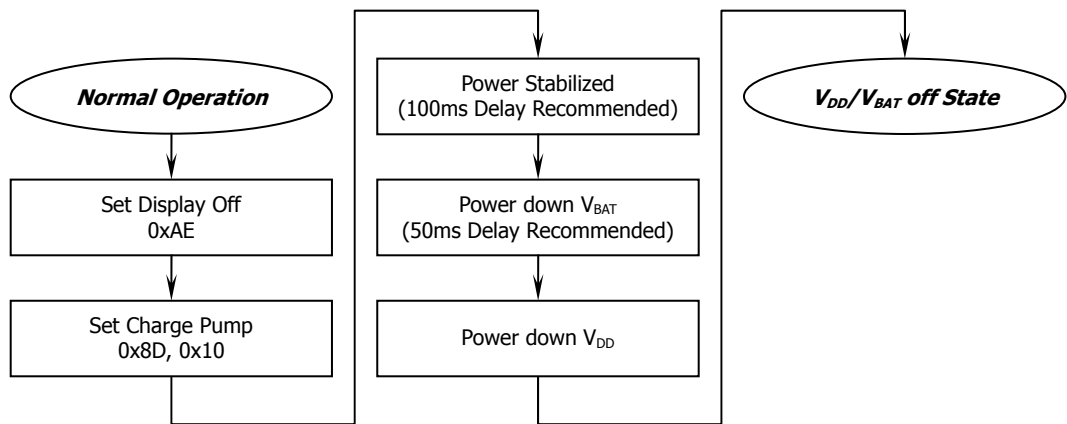 Normal Operation
Set Display Off
0xAE
Set Charge Pump
0x8D, 0x10
Power Stabilized
(100ms Delay Recommended)
Power down VBAT
(50ms Delay Recommended)
Power down VDD
VDD/VBAT off State